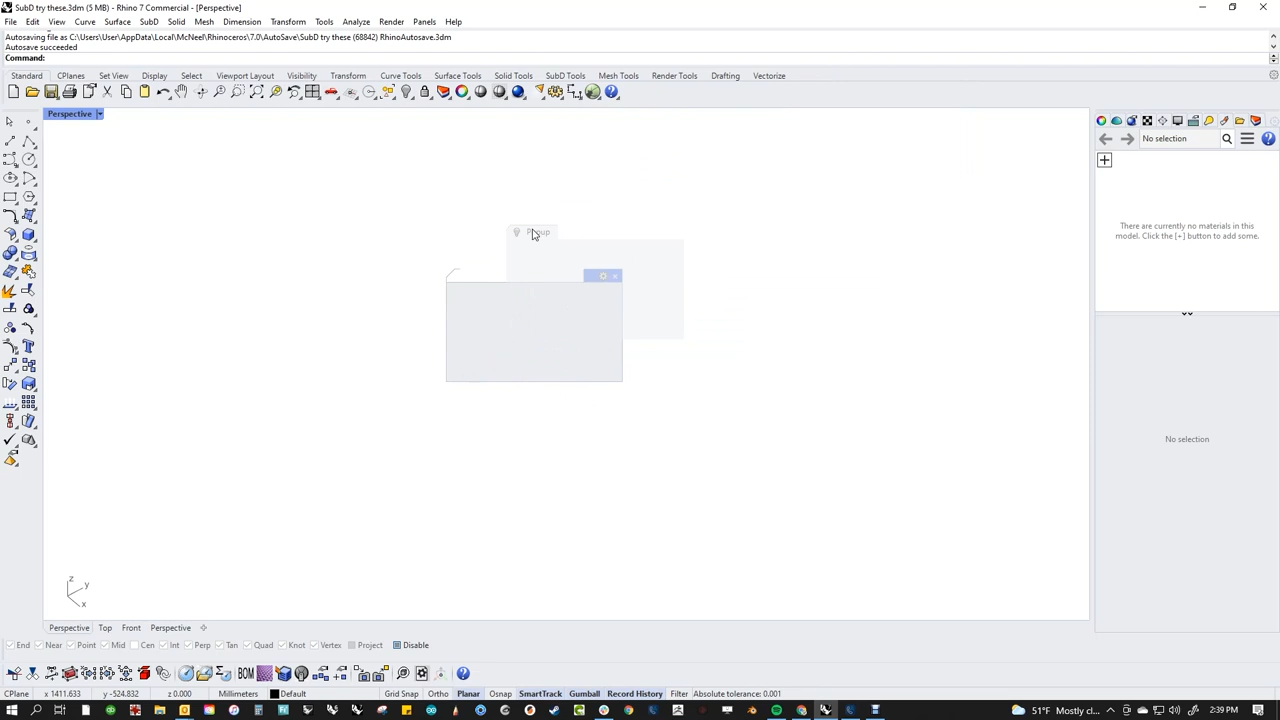 SubD try these.3dm (5 MB) - Rhino 7 Commercial - [Perspective]
File Edit View Curve Surface SubD Solid Mesh Dimension Transform Tools Analyze Render Panels Help
Autosaving file as C:\Users\User\AppData\Local\McNeel\Rhinoceros\7.0\AutoSave\SubD try these (68842) RhinoAutosave.3dm
Autosave succeeded
Command:
Standard CPlanes Set View Display Select Viewport Layout Visibility Transform Curve Tools Surface Tools Solid Tools SubD Tools Mesh Tools Render Tools Drafting Vectorize
Perspective
No selection
Popup
There are currently no materials in this
model. Click the [+] button to add some.
No selection
z
y
x
Perspective Top Front Perspective
End Near Point Mid Cen Int Perp Tan Quad Knot Vertex Project Disable
BOM
CPlane x 1411.633 y -524.832 z 0.000 Millimeters Default Grid Snap Ortho Planar Osnap SmartTrack Gumball Record History Filter Absolute tolerance: 0.001
51°F Mostly cl... 2:39 PM